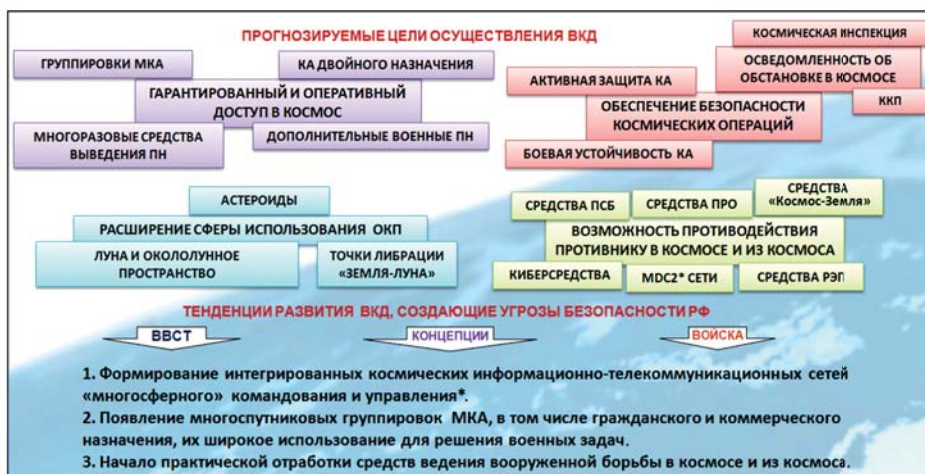 ПРОГНОЗИРУЕМЫЕ ЦЕЛИ ОСУЩЕСТВЛЕНИЯ ВКД
ГРУППИРОВКИ МКА
КА ДВОЙНОГО НАЗНАЧЕНИЯ
ГАРАНТИРОВАННЫЙ И ОПЕРАТИВНЫЙ
ДОСТУП В КОСМОС
МНОГОРАЗОВЫЕ СРЕДСТВА
ВЫВЕДЕНИЯ ПН
ДОПОЛНИТЕЛЬНЫЕ ВОЕННЫЕ ПН
КОСМИЧЕСКАЯ ИНСПЕКЦИЯ
ОСВЕДОМЛЕННОСТЬ ОБ
ОБСТАНОВКЕ В КОСМОСЕ
АКТИВНАЯ ЗАЩИТА КА
ККП
ОБЕСПЕЧЕНИЕ БЕЗОПАСНОСТИ
КОСМИЧЕСКИХ ОПЕРАЦИЙ
БОЕВАЯ УСТОЙЧИВОСТЬ КА
АСТЕРОИДЫ
РАСШИРЕНИЕ СФЕРЫ ИСПОЛЬЗОВАНИЯ ОКП
ЛУНА И ОКОЛОЛУННОЕ
ПРОСТРАНСТВО
ТОЧКИ ЛИБРАЦИИ
«ЗЕМЛЯ-ЛУНА»
СРЕДСТВА ПСБ
СРЕДСТВА ПРО
СРЕДСТВА
«Космос-Земля»
ВОЗМОЖНОСТЬ ПРОТИВОДЕЙСТВИЯ
ПРОТИВНИКУ В КОСМОСЕ И ИЗ КОСМОСА
КИБЕРСРЕДСТВА
MDC2* СЕТИ
СРЕДСТВА РЭП
ТЕНДЕНЦИИ РАЗВИТИЯ ВКД, СОЗДАЮЩИЕ УГРОЗЫ БЕЗОПАСНОСТИ РФ
ВВСТ
КОНЦЕПЦИИ
ВОЙСКА
1. Формирование интегрированных космических информационно-телекоммуникационных сетей
«многосферного» командования и управления*.
2. Появление многоспутниковых группировок МКА, в том числе гражданского и коммерческого
назначения, их широкое использование для решения военных задач.
3. Начало практической отработки средств ведения вооруженной борьбы в космосе и из космоса.